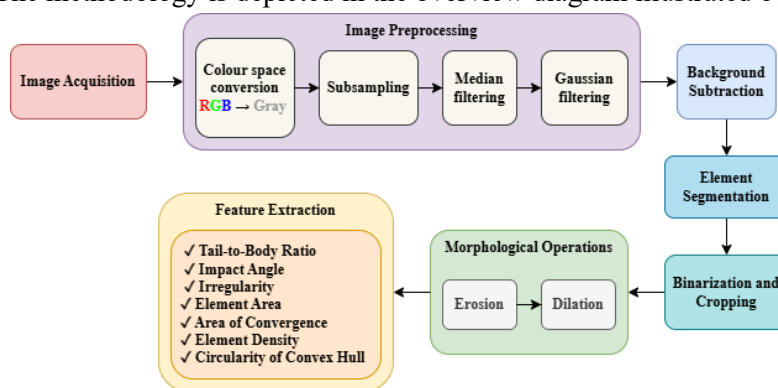 The methodology is depicted in the overview diagram illustrated
Image Preprocessing
Image Acquisition
Colour space
conversion
RGB → Gray
Subsampling
Median
filtering
Gaussian
filtering
Background
Subtraction
Element
Segmentation
Binarization and
Cropping
Morphological Operations
Erosion
Dilation
Feature Extraction
✓ Tail-to-Body Ratio
✓ Impact Angle
✓ Irregularity
✓ Element Area
✓ Area of Convergence
✓ Element Density
✓ Circularity of Convex Hull